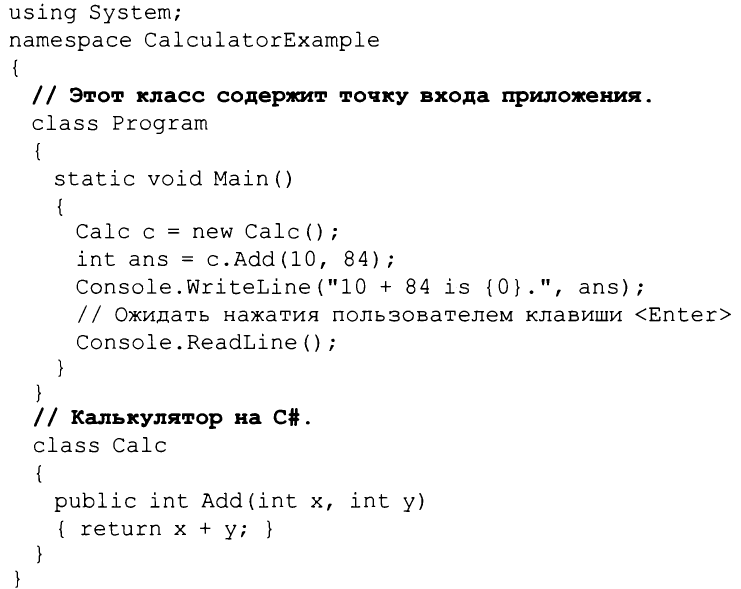 using System;
namespace CalculatorExample
{
// Этот класс содержит точку входа приложения.
class Program
{
static void Main()
{
Calc c = new Calc();
int ans = c.Add(10, 84);
Console.WriteLine("10 + 84 is {0}.", ans);
// Ожидать нажатия пользователем клавиши <Enter>
Console.ReadLine();
}
}
// Калькулятор на C#.
class Calc
{
public int Add(int x, int y)
{ return x + y; }
}
}